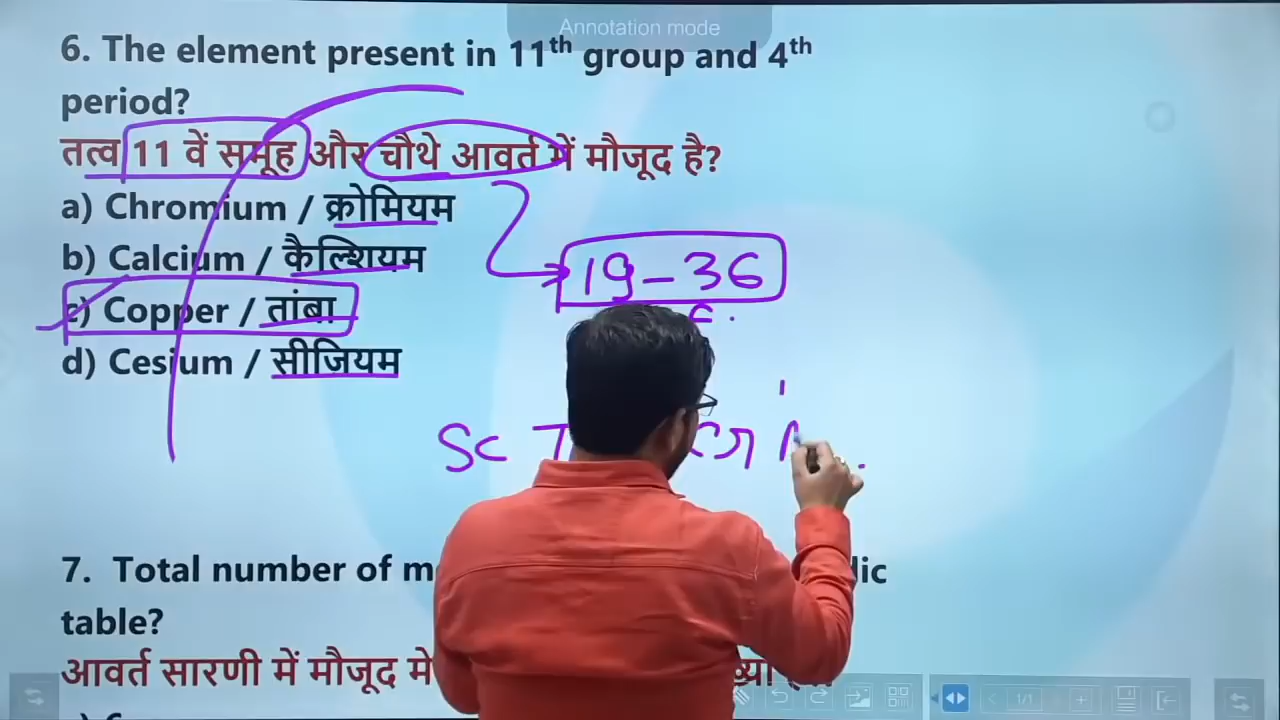 Annotation mode
6. The element present in 11th group and 4th
period?
तत्व 11 वें समूह और चौथे आवर्त में मौजूद है?
a) Chromium / क्रोमियम
b) Calcium / कैल्शियम
19-36
c) Copper / तांबा
d) Cesium / सीजियम
Sc
7. Total number of
table?
आवर्त सारणी में मौजूद
1/1